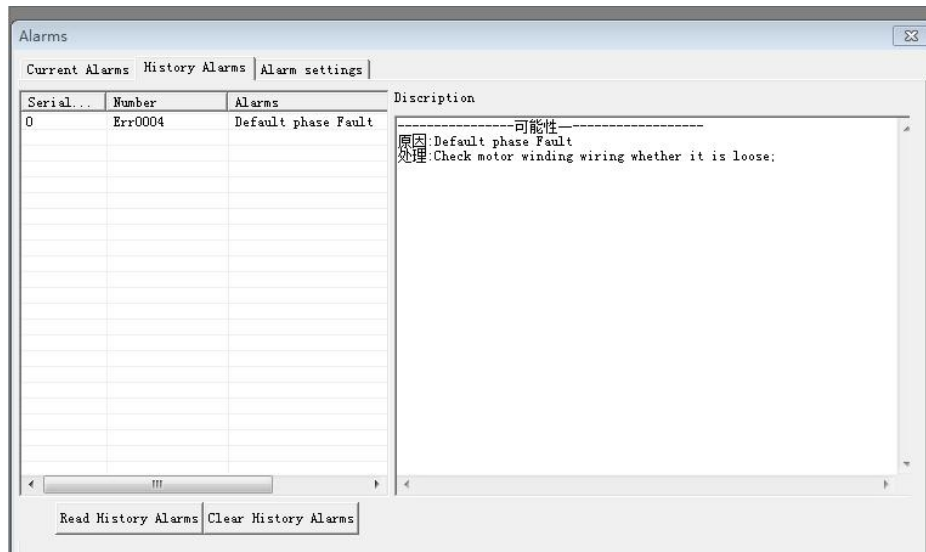 Alarms
Current Alarms History Alarms Alarm settings
Serial... Number Alarms
0 Err0004 Default phase Fault
Discription
----------------可能性一------------------
原因:Default phase Fault
处理:Check motor winding wiring whether it is loose;
Read History Alarms Clear History Alarms